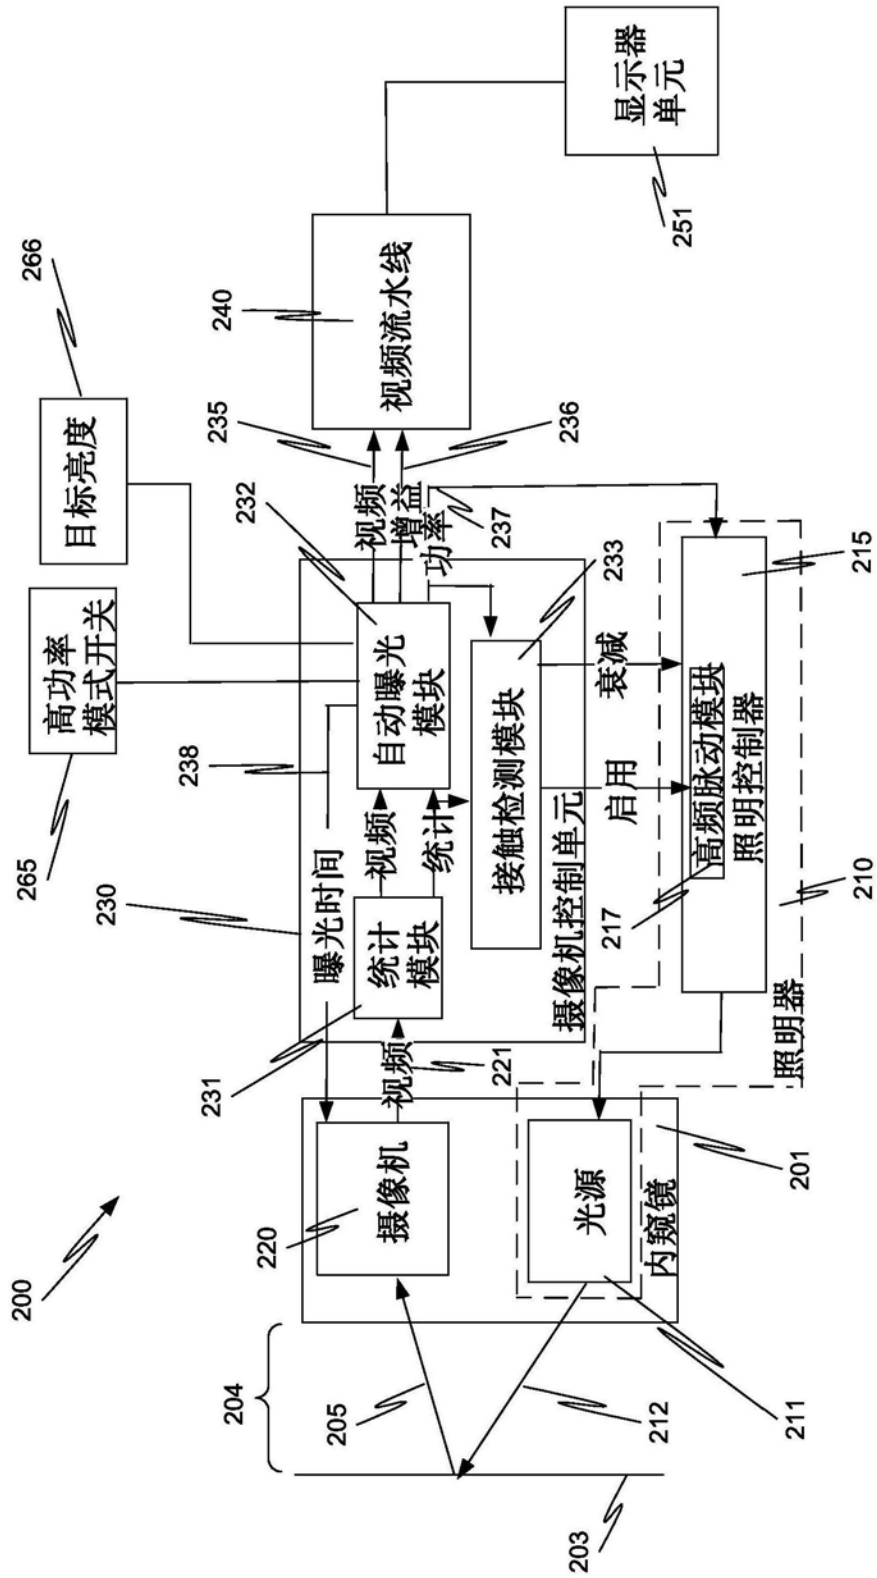 200
204
205
212
203
211
201
内窥镜
220
摄像机
光源
照明器
210
视频
221
231
统计
模块
曝光时间
238
230
265
高功率
模式开关
目标亮度
266
视频
统计
自动曝光
模块
232
接触检测模块
233
摄像机控制单元
视频
增益
功率
235
236
237
衰减
启用
217
高频脉动模块
照明控制器
215
240
视频流水线
251
显示器
单元